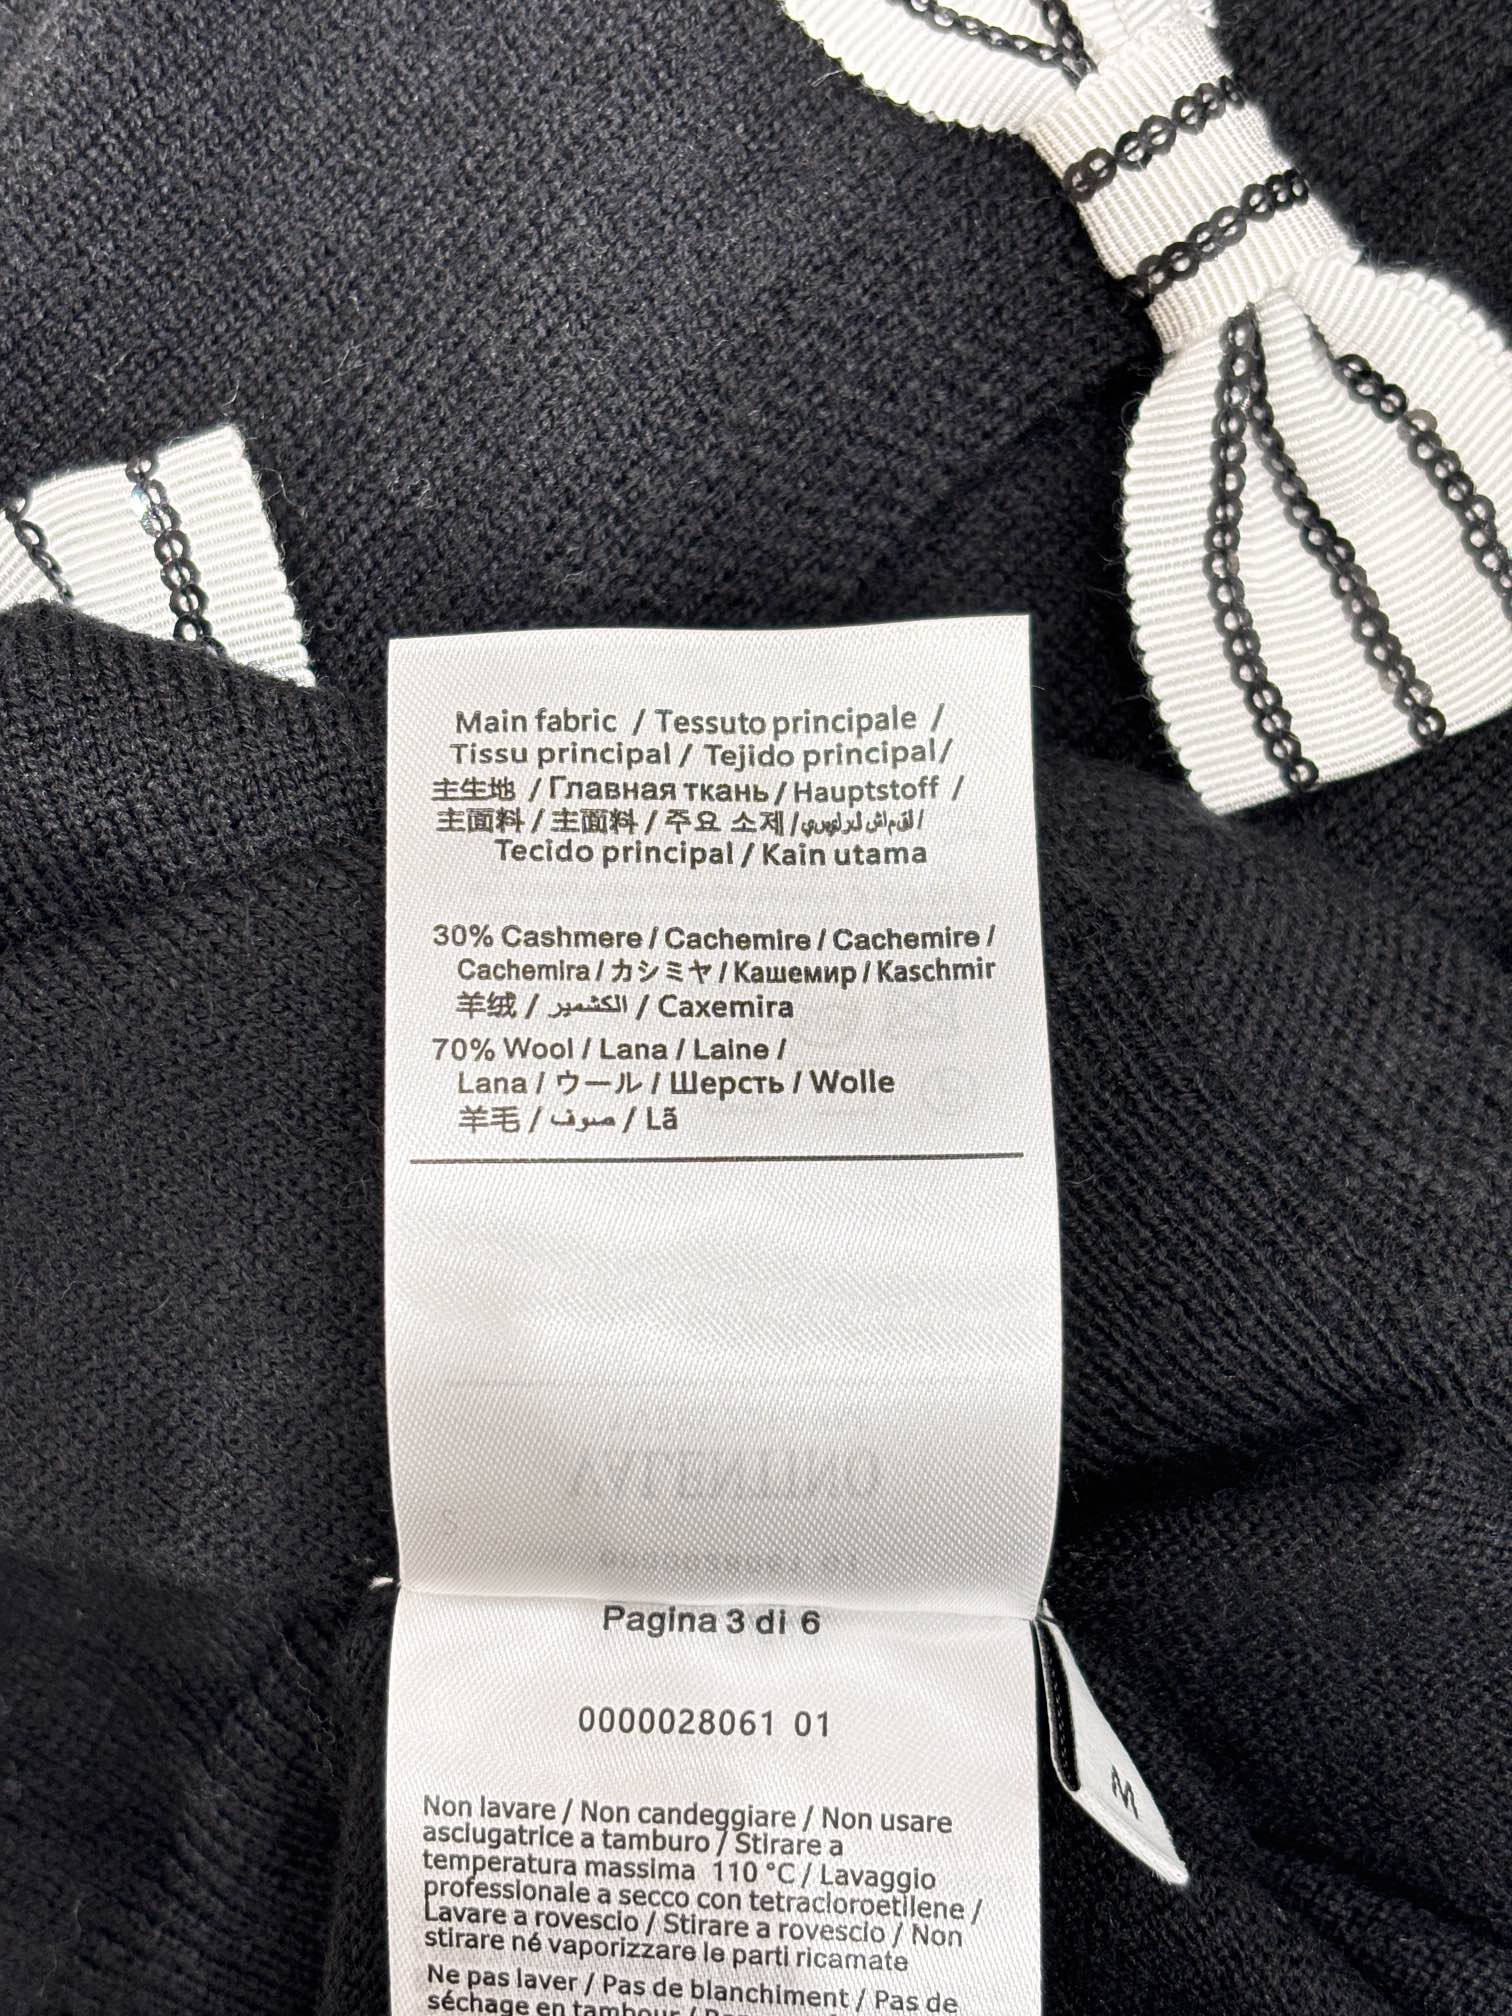 Main fabric / Tessuto principale /
Tissu principal / Tejido principal/
主生地 / Главная ткань / Hauptstoff /
主面料 / 主面料 / 주요 소제 /
Tecido principal / Kain utama
30% Cashmere / Cachemire / Cachemire /
Cachemira / カシミヤ / Кашемир / Kaschmir
羊绒 / الكشمير / Caxemira
70% Wool / Lana / Laine /
Lana / ウール / Шерсть / Wolle
羊毛 / صوف / Lã
VALENTINO
Pagina 3 di 6
0000028061 01
M
Non lavare / Non candeggiare / Non usare
asciugatrice a tamburo / Stirare a
temperatura massima 110 °C / Lavaggio
professionale a secco con tetracloroetilene /
Lavare a rovescio / Stirare a rovescio / Non
stirare né vaporizzare le parti ricamate
Ne pas laver / Pas de blanchiment / Pas de
séchage en tambour /